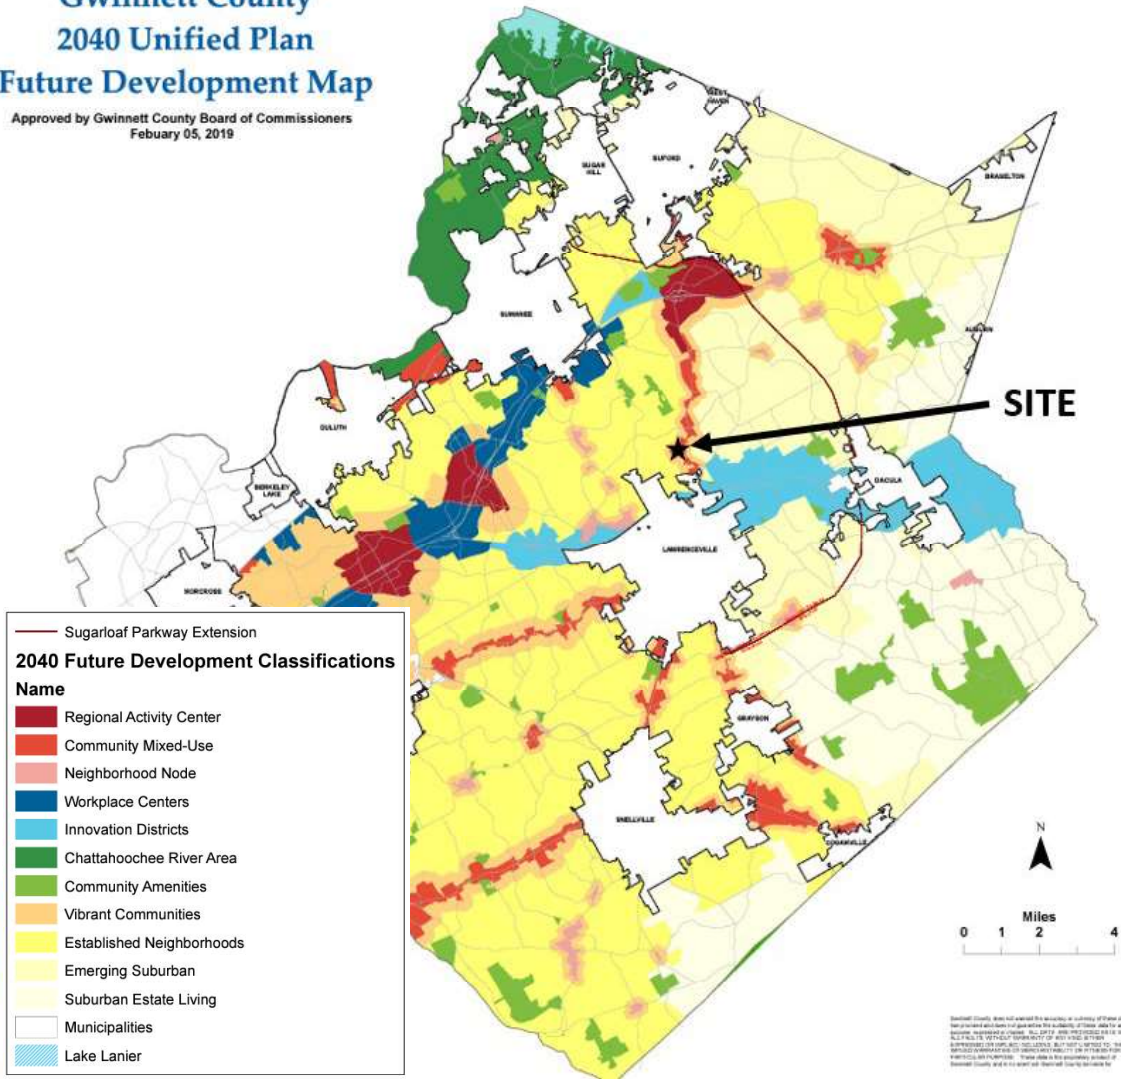 Gwinnett County
2040 Unified Plan
Future Development Map
Approved by Gwinnett County Board of Commissioners
Febuary 05, 2019
BUFORD
SUGAR
HILL
BRASELTON
SUWANEE
AUBURN
SITE
DULUTH
BERKELEY
LAKE
DACULA
LAWRENCEVILLE
NORCROSS
GRAYSON
SNELLVILLE
LOGANVILLE
Sugarloaf Parkway Extension
2040 Future Development Classifications
Name
Regional Activity Center
Community Mixed-Use
Neighborhood Node
Workplace Centers
Innovation Districts
Chattahoochee River Area
Community Amenities
Vibrant Communities
Established Neighborhoods
Emerging Suburban
Suburban Estate Living
Municipalities
Lake Lanier
N
Miles
0 1 2 4